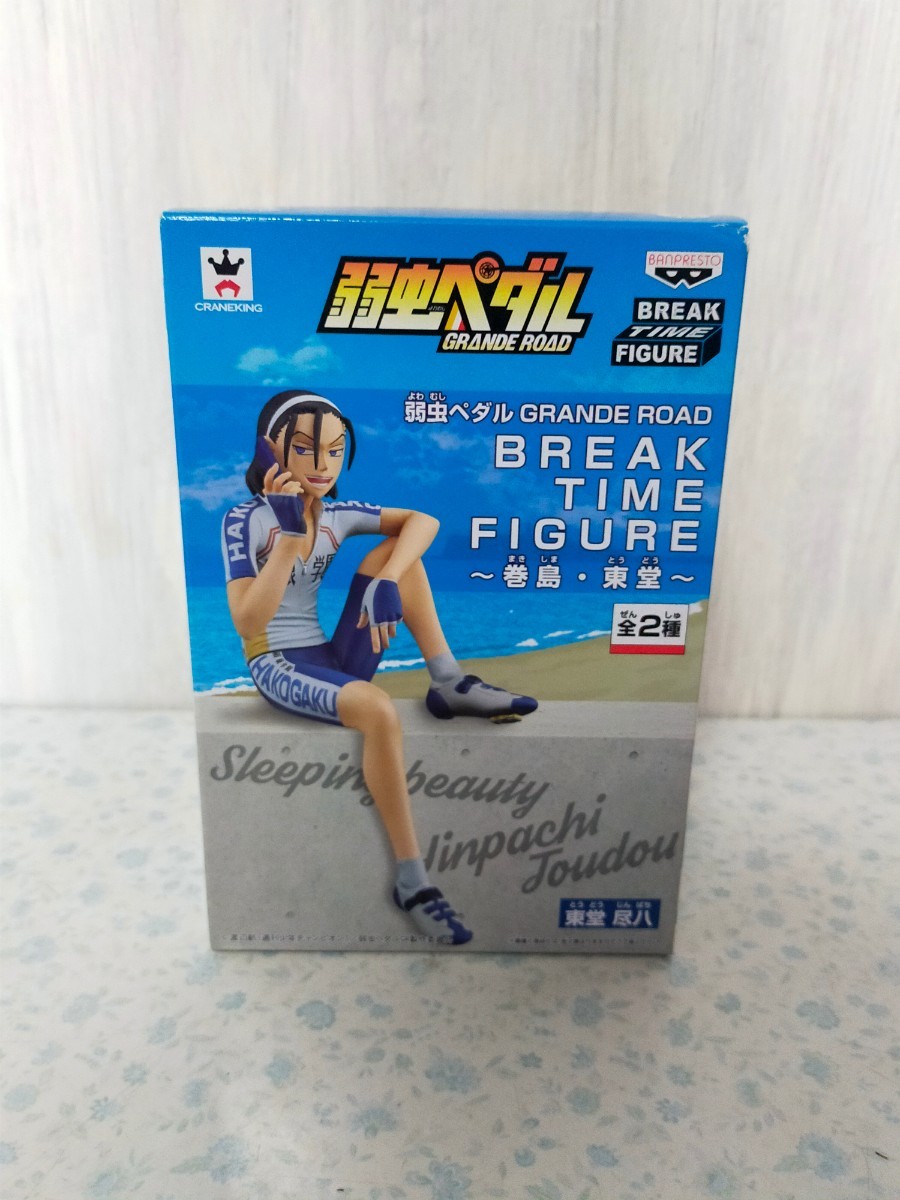 CRANEKING
弱虫ペダル
GRANDE ROAD
BANPRESTO
BREAK
TIME
FIGURE
よわ むし
弱虫ペダル GRANDE ROAD
BREAK
TIME
FIGURE
まき しま とう どう
～巻島・東堂～
ぜん しゅ
全2種
HAKO
学
HAKOGAKU
Sleeping beauty
Jinpachi
Toudou
とう どう じん ぱち
東堂 尽八